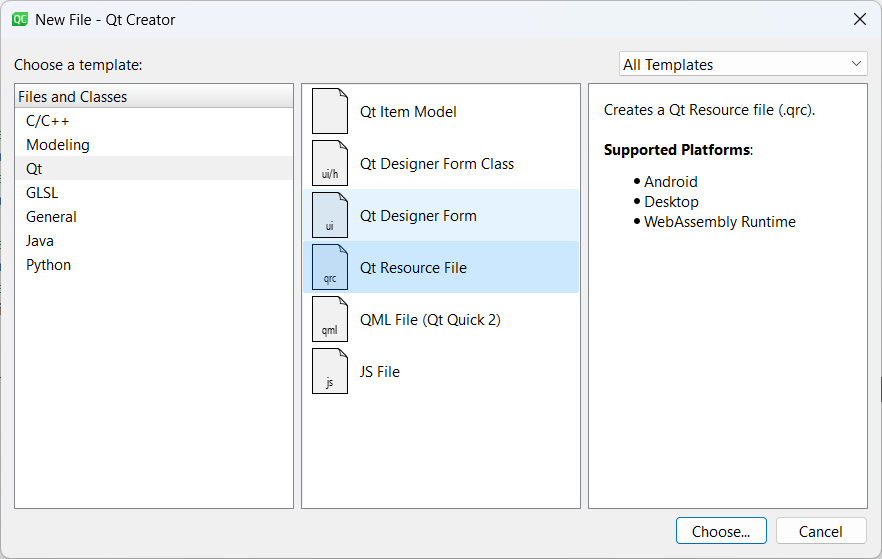 QC New File - Qt Creator
Choose a template:
All Templates
Files and Classes
C/C++
Modeling
Qt
GLSL
General
Java
Python
Qt Item Model
ui/h Qt Designer Form Class
ui Qt Designer Form
qrc Qt Resource File
qml QML File (Qt Quick 2)
js JS File
Creates a Qt Resource file (.qrc).
Supported Platforms:
• Android
• Desktop
• WebAssembly Runtime
Choose... Cancel